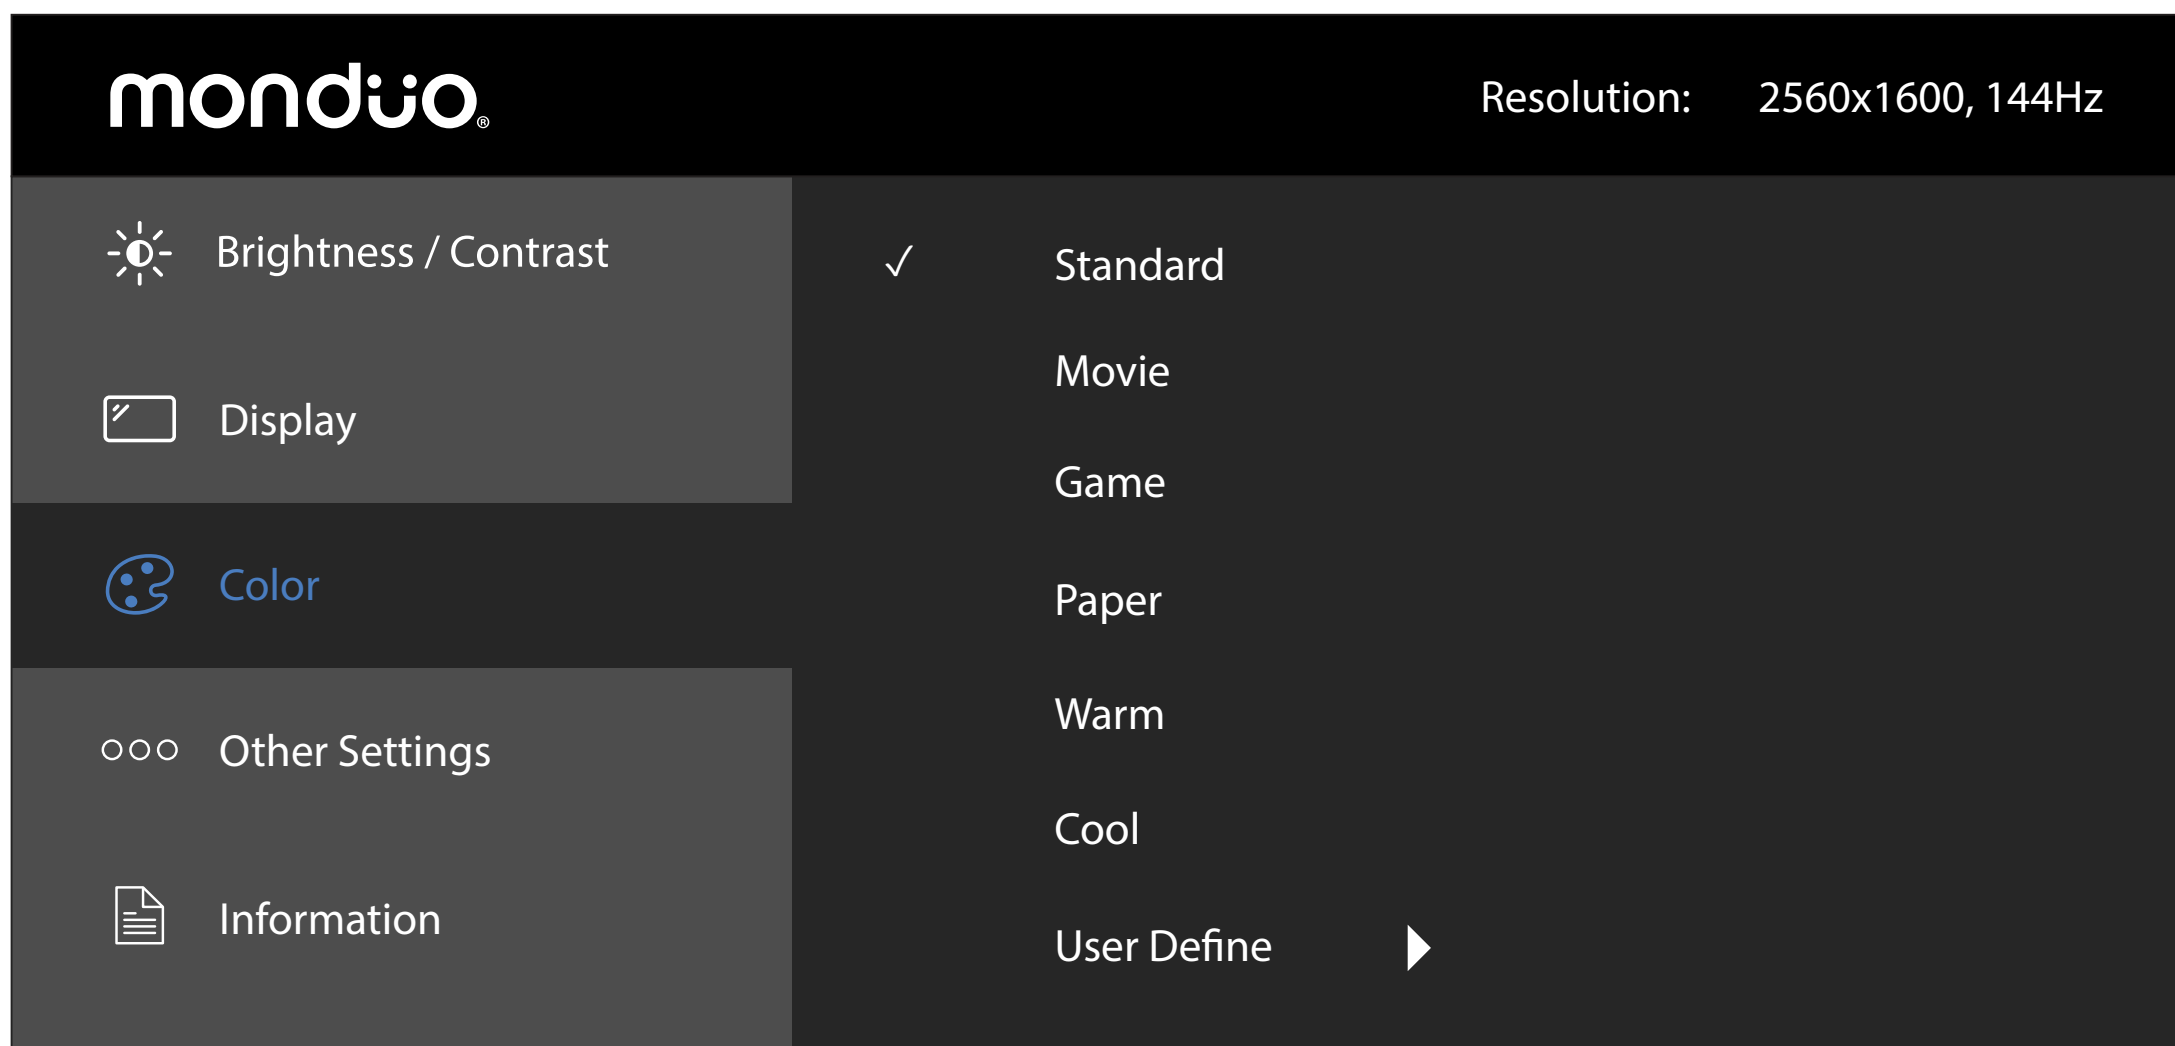 mondüo®
Resolution: 2560x1600, 144Hz
Brightness / Contrast
Display
Color
Other Settings
Information
✓ Standard
Movie
Game
Paper
Warm
Cool
User Define